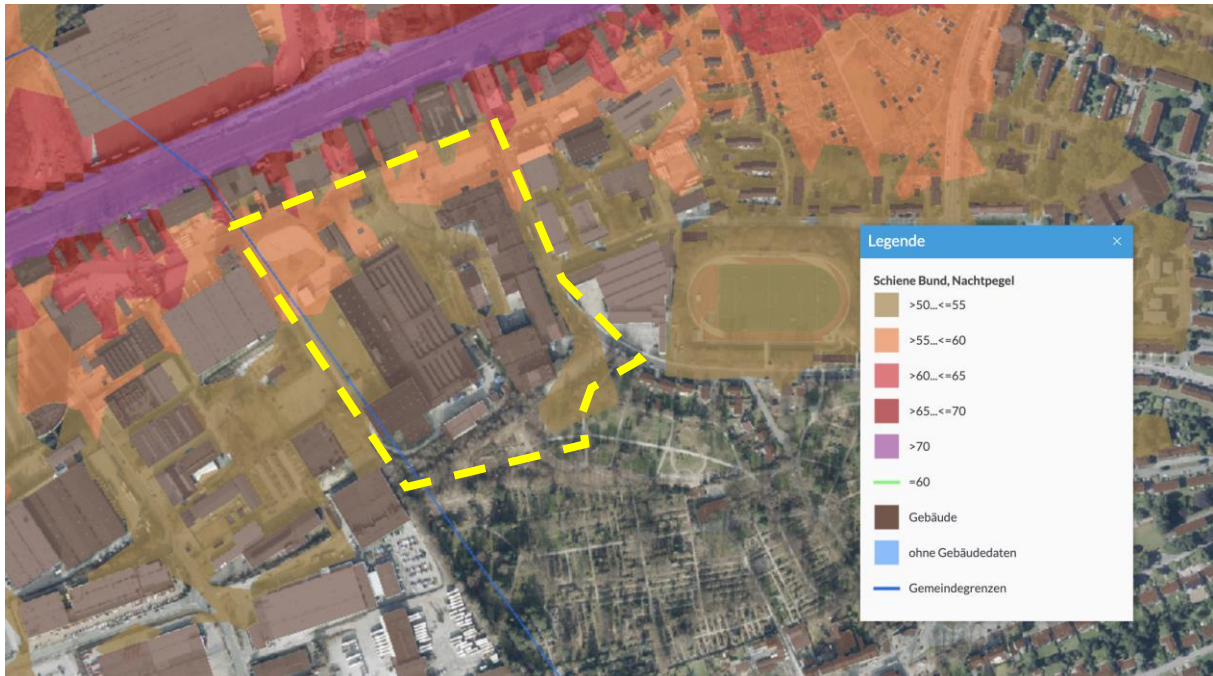 Legende ×
Schiene Bund, Nachtpegel
>50...<=55
>55...<=60
>60...<=65
>65...<=70
>70
=60
Gebäude
ohne Gebäudedaten
Gemeindegrenzen